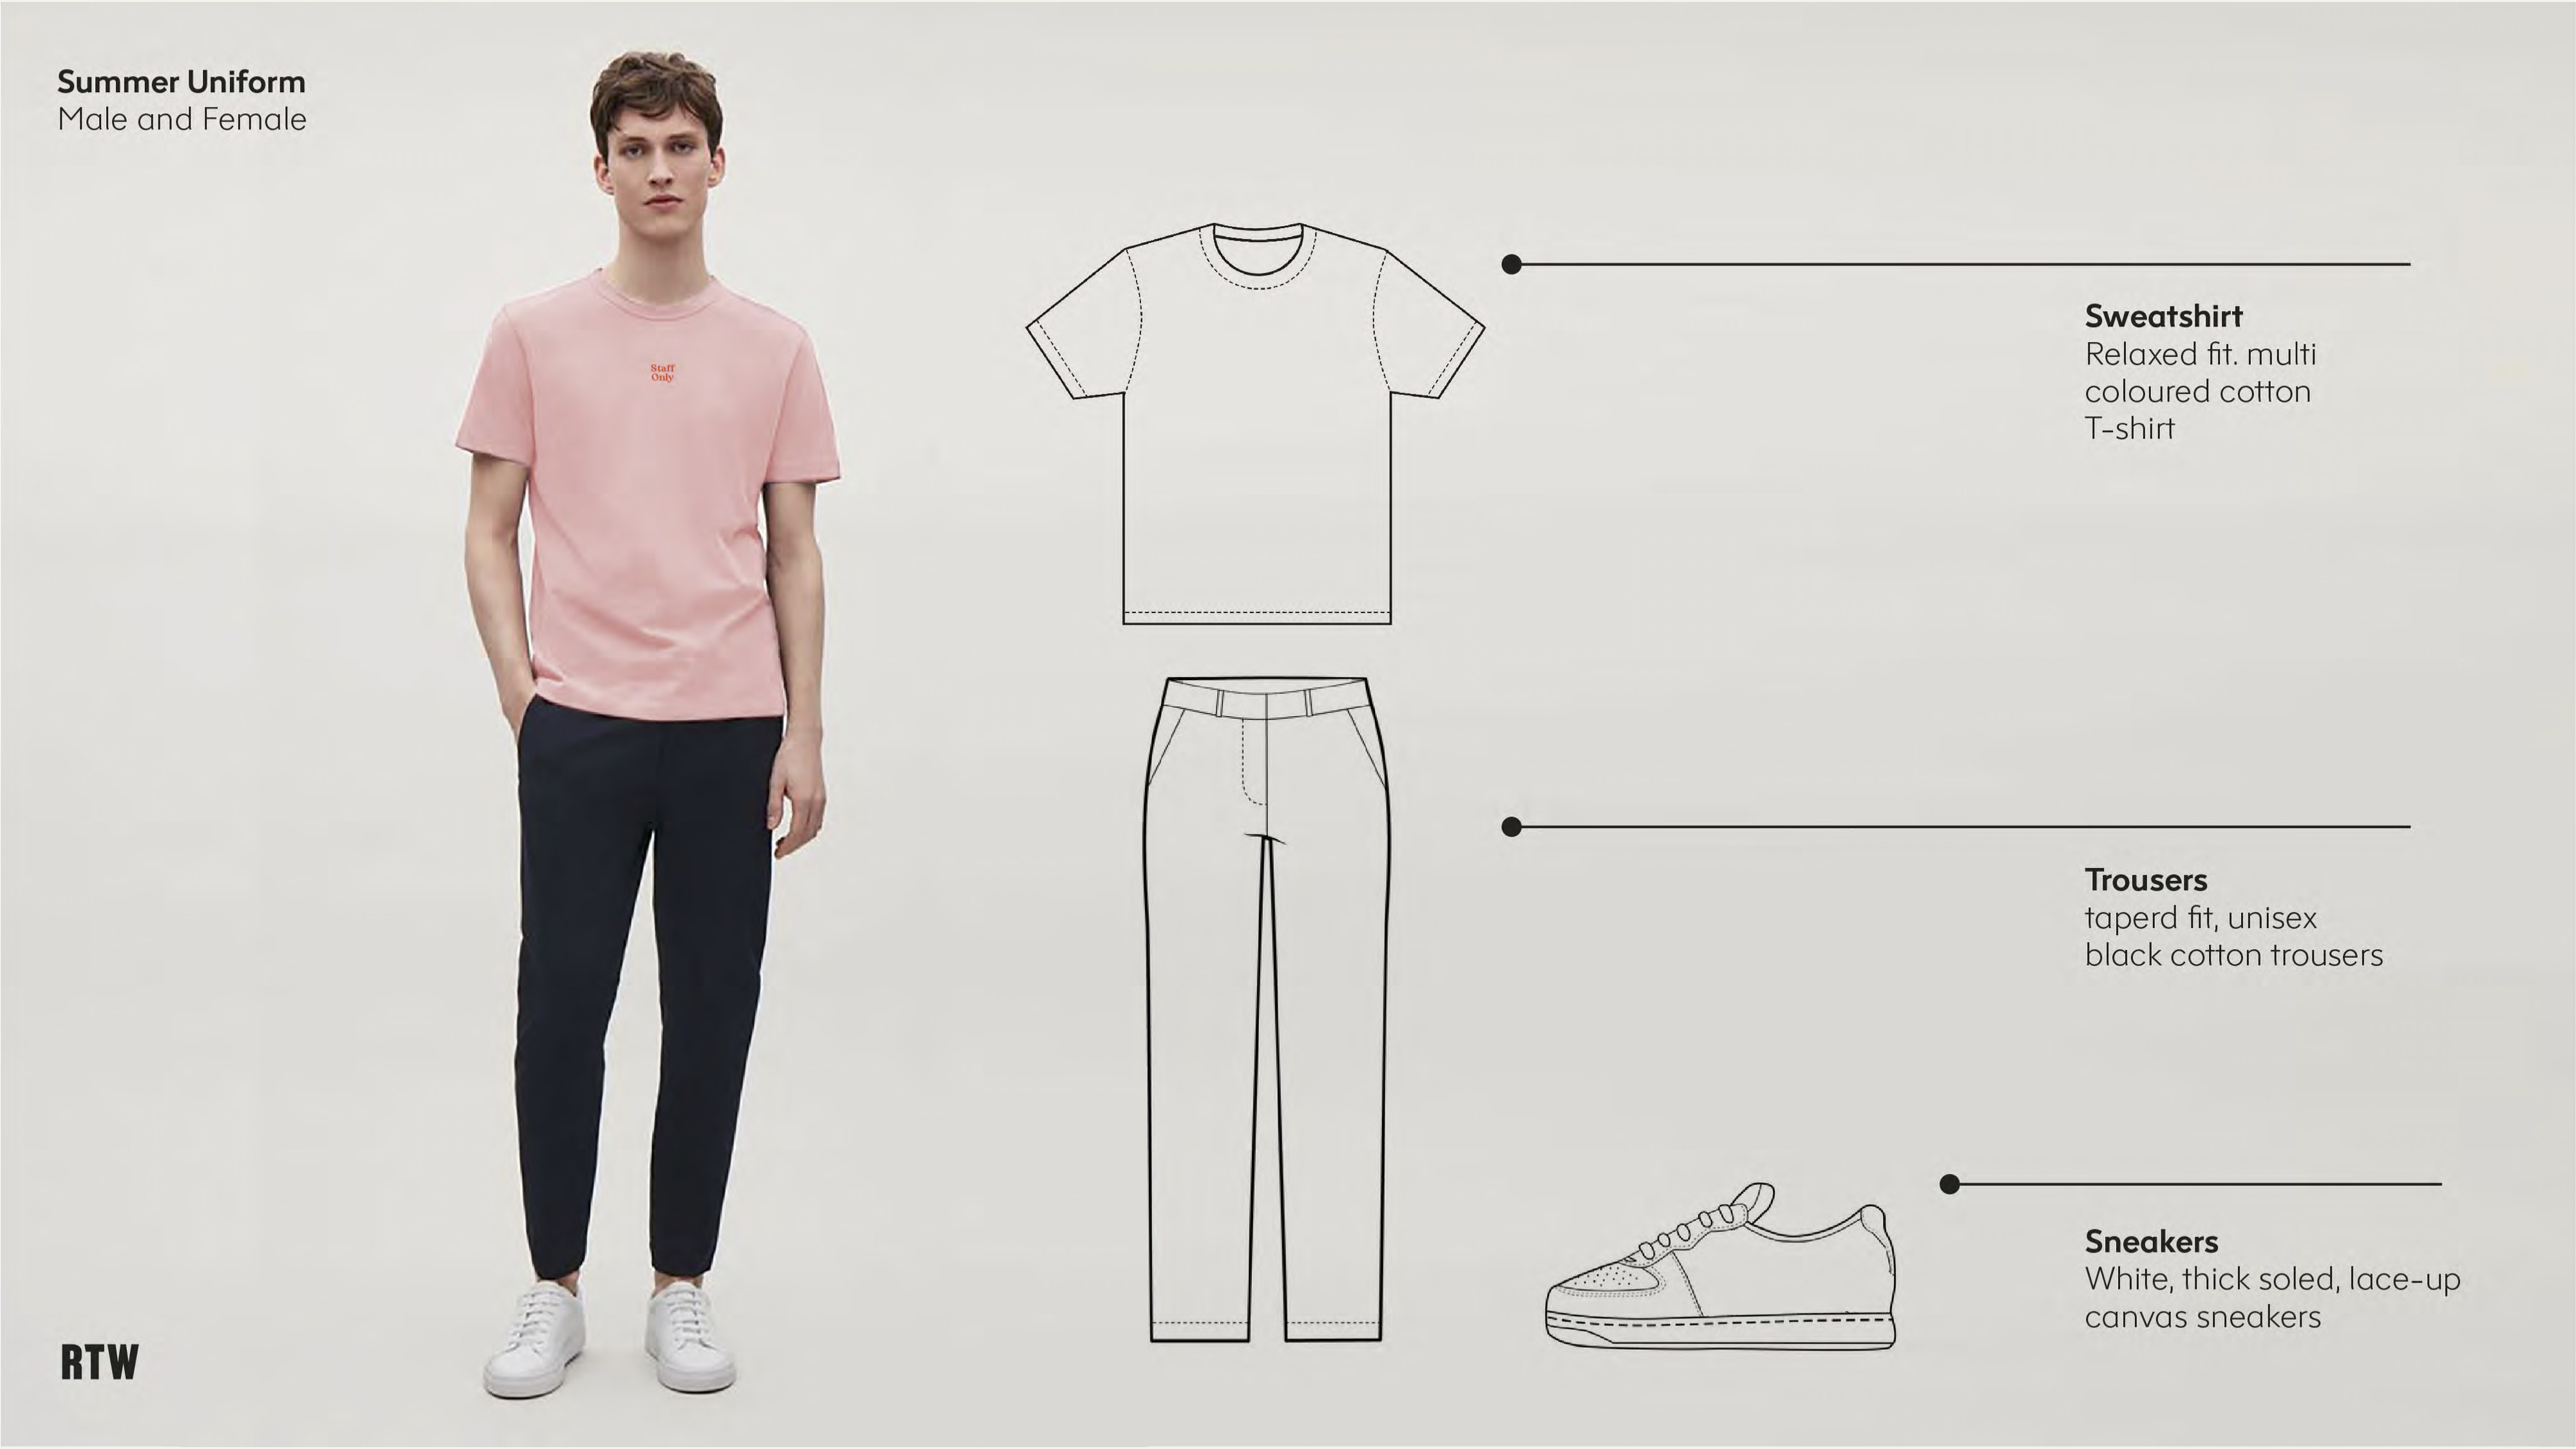 Summer Uniform
Male and Female
Staff
Only
Sweatshirt
Relaxed fit. multi
coloured cotton
T-shirt
Trousers
taperd fit, unisex
black cotton trousers
Sneakers
White, thick soled, lace-up
canvas sneakers
RTW